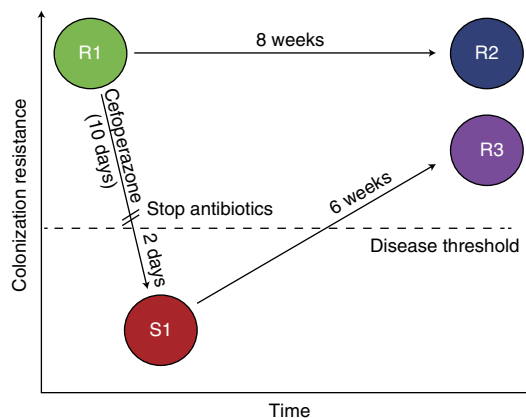 R1
8 weeks
R2
Cefoperazone
(10 days)
R3
6 weeks
Stop antibiotics
2 days
Disease threshold
S1
Colonization resistance
Time